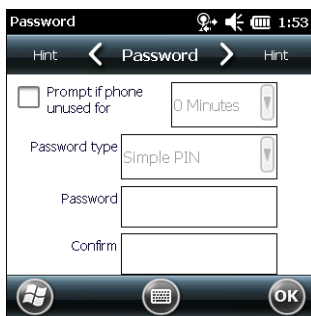 Password 1:53
Hint Password Hint
Prompt if phone
unused for
0 Minutes
Password type
Simple PIN
Password
Confirm
OK